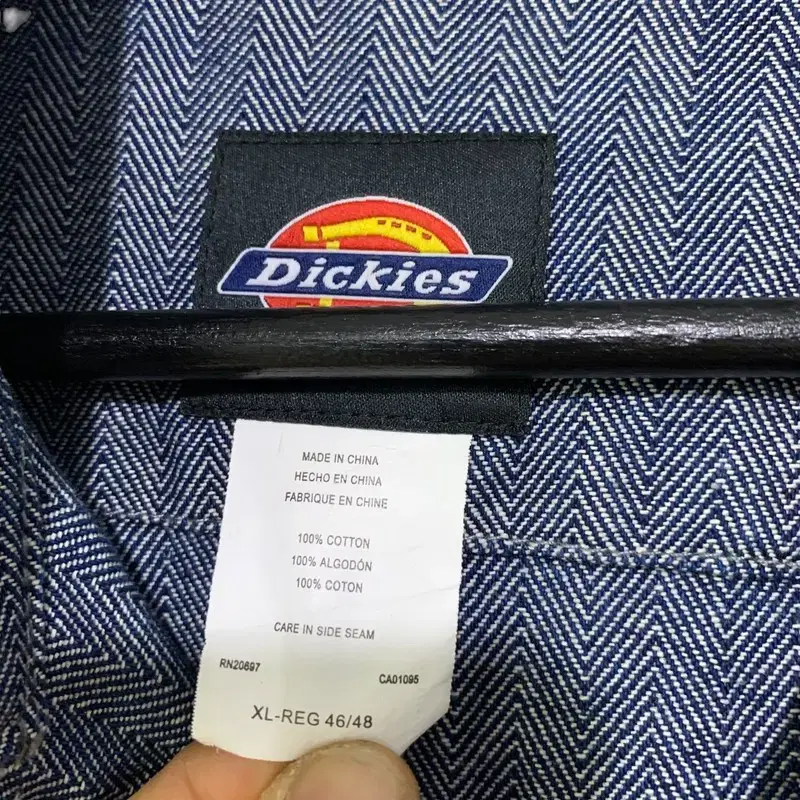 Dickies
MADE IN CHINA
HECHO EN CHINA
FABRIQUE EN CHINE
100% COTTON
100% ALGODÓN
100% COTON
CARE IN SIDE SEAM
RN20697
CA01095
XL-REG 46/48